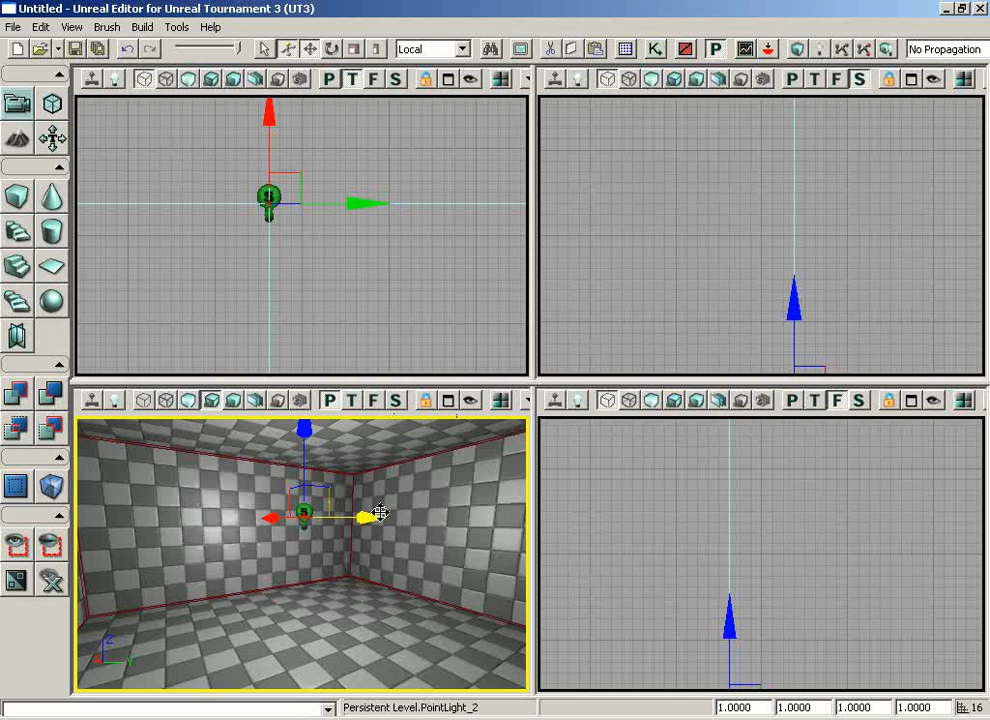 Untitled - Unreal Editor for Unreal Tournament 3 (UT3)
File Edit View Brush Build Tools Help
Local
P
No Propagation
P T F S
P T F S
P T F S
P T F S
S
S
Z
Y
Persistent Level.PointLight_2
1.0000 1.0000 1.0000 1.0000 16